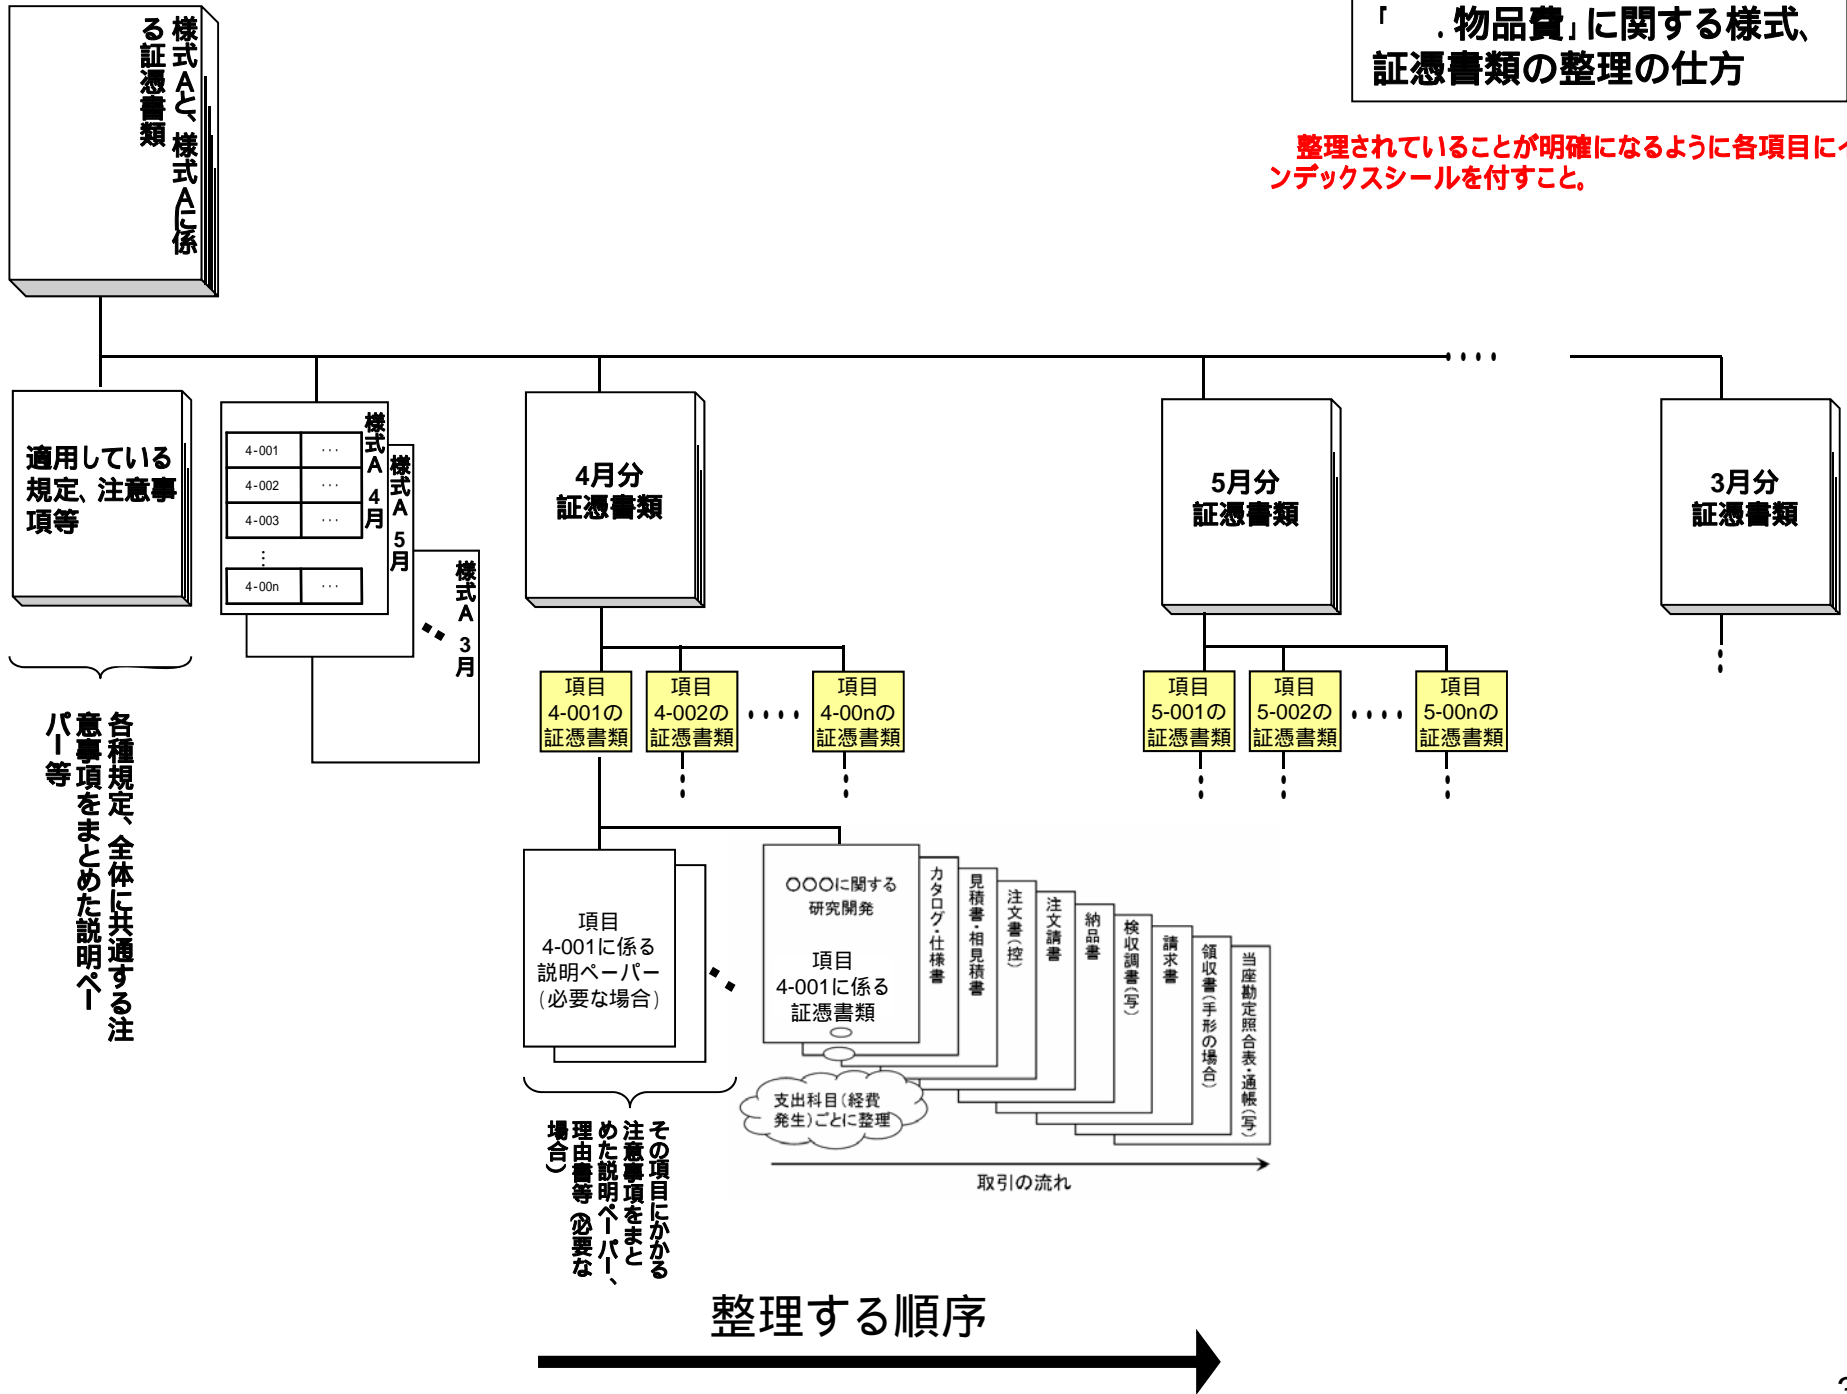 様式Aと、様式Aに係
る証憑書類
「　．物品費」に関する様式、
証憑書類の整理の仕方
整理されていることが明確になるように各項目にイ
ンデックスシールを付すこと。
適用している
規定、注意事
項等
様式A 4月
4-001 ...
4-002 ...
4-003 ...
⋮
4-00n ...
様式A 5月
様式A 3月
4月分
証憑書類
5月分
証憑書類
3月分
証憑書類
項目
4-001の
証憑書類
項目
4-002の
証憑書類
項目
4-00nの
証憑書類
項目
5-001の
証憑書類
項目
5-002の
証憑書類
項目
5-00nの
証憑書類
各種規定、全体に共通する注
意事項をまとめた説明ペー
パー等
項目
4-001に係る
説明ペーパー
(必要な場合)
○○○に関する
研究開発
項目
4-001に係る
証憑書類
カタログ・仕様書
見積書・相見積書
注文書(控)
注文請書
納品書
検収調書(写)
請求書
領収書(手形の場合)
当座勘定照合表・通帳(写)
支出科目(経費
発生)ごとに整理
取引の流れ
その項目にかかる
注意事項をまと
めた説明ペーパー、
理由書等(必要な
場合)
整理する順序